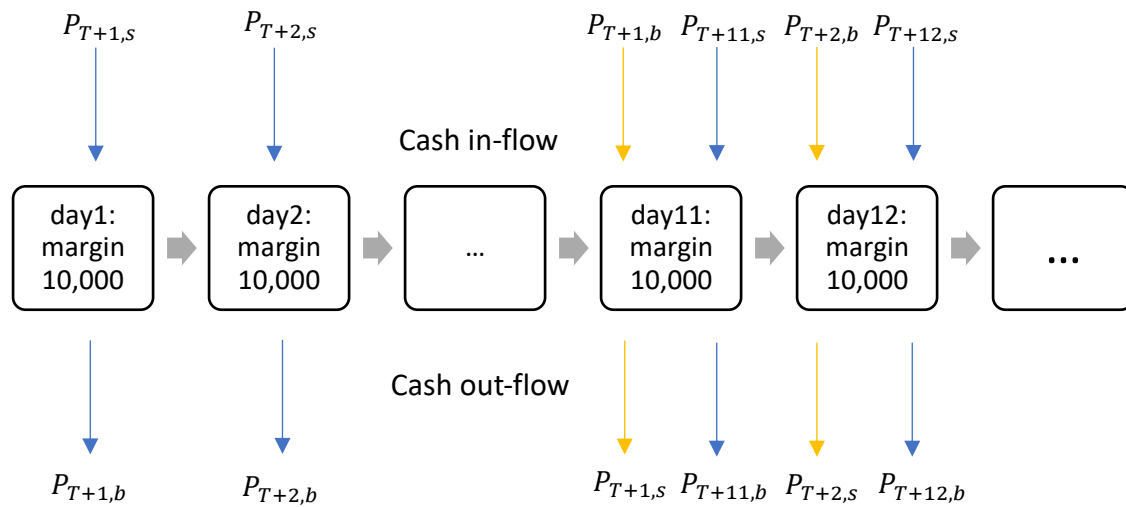 P_{T+1,s} P_{T+2,s} P_{T+1,b} P_{T+11,s} P_{T+2,b} P_{T+12,s}
Cash in-flow
day1:
margin
10,000
day2:
margin
10,000
...
day11:
margin
10,000
day12:
margin
10,000
...
Cash out-flow
P_{T+1,b} P_{T+2,b} P_{T+1,s} P_{T+11,b} P_{T+2,s} P_{T+12,b}